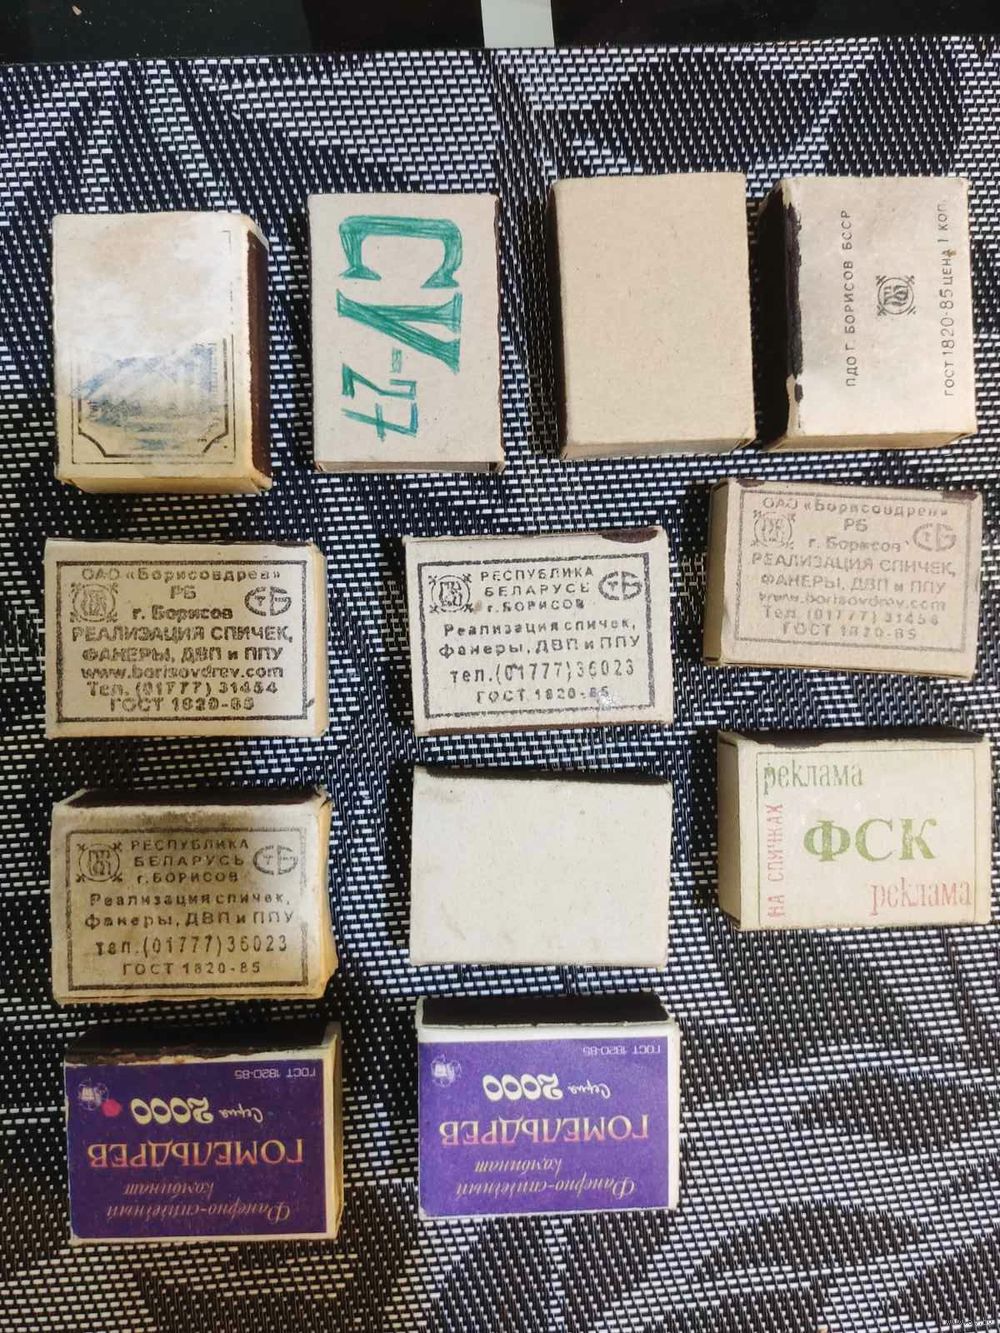 СУ-27
ПДО Г. БОРИСОВ БССР
ГОСТ 1820-85 ЦЕНА 1 КОП.
ОАО «Борисовдрев»
РБ
г. Борисов
СТБ
РЕАЛИЗАЦИЯ СПИЧЕК,
ФАНЕРЫ, ДВП и ППУ
www.borisovdrev.com
Тел. (01777) 31454
ГОСТ 1820-85
РЕСПУБЛИКА
БЕЛАРУСЬ
г. БОРИСОВ
СТБ
Реализация спичек,
фанеры, ДВП и ППУ
тел. (01777) 36023
ГОСТ 1820-85
ОАО «Борисовдрев»
РБ
г. Борисов
СТБ
РЕАЛИЗАЦИЯ СПИЧЕК,
ФАНЕРЫ, ДВП и ППУ
www.borisovdrev.com
Тел. (01777) 31454
ГОСТ 1820-85
РЕСПУБЛИКА
БЕЛАРУСЬ
г. БОРИСОВ
СТБ
Реализация спичек,
фанеры, ДВП и ППУ
тел. (01777) 36023
ГОСТ 1820-85
реклама
НА СПИЧКАХ
ФСК
реклама
Фанерно-спичечный
комбинат
ГОМЕЛЬДРЕВ
Серия 2000
ГОСТ 1820-85
Фанерно-спичечный
комбинат
ГОМЕЛЬДРЕВ
Серия 2000
ГОСТ 1820-85